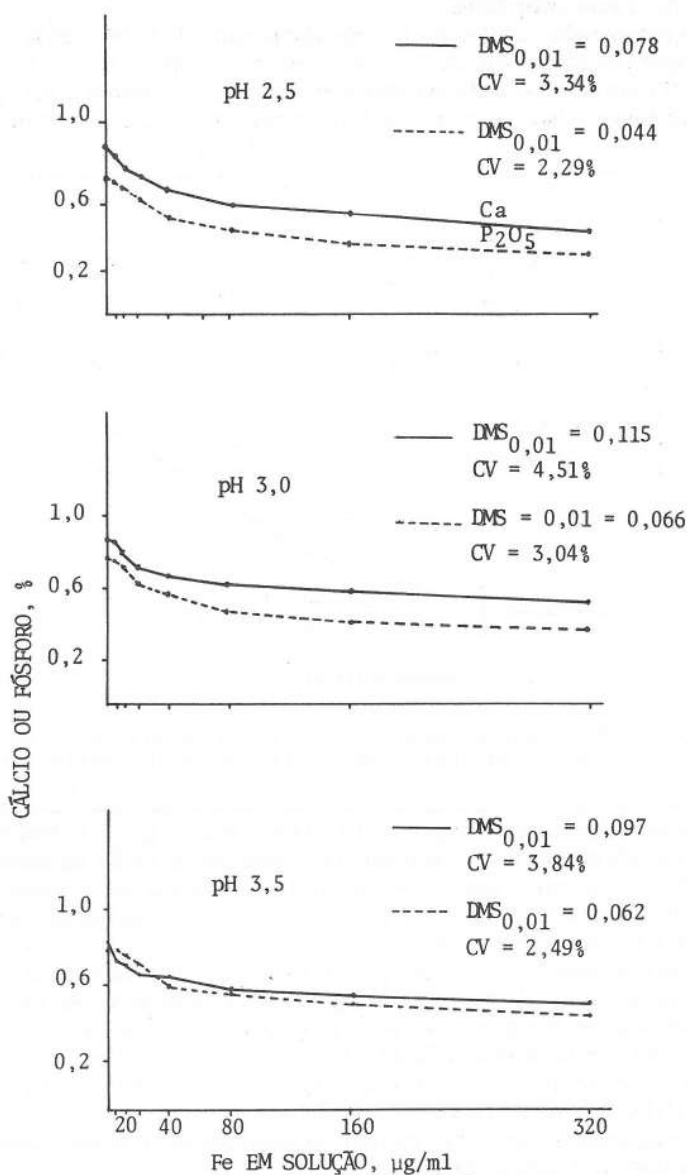 DMS0,01 = 0,078
CV = 3,34%
pH 2,5
DMS0,01 = 0,044
CV = 2,29%
1,0
0,6
0,2
Ca
P2O5
DMS0,01 = 0,115
CV = 4,51%
pH 3,0
DMS = 0,01 = 0,066
CV = 3,04%
1,0
0,6
0,2
CÁLCIO OU FÓSFORO, %
DMS0,01 = 0,097
CV = 3,84%
pH 3,5
DMS0,01 = 0,062
CV = 2,49%
1,0
0,6
0,2
20 40 80 160 320
Fe EM SOLUÇÃO, µg/ml